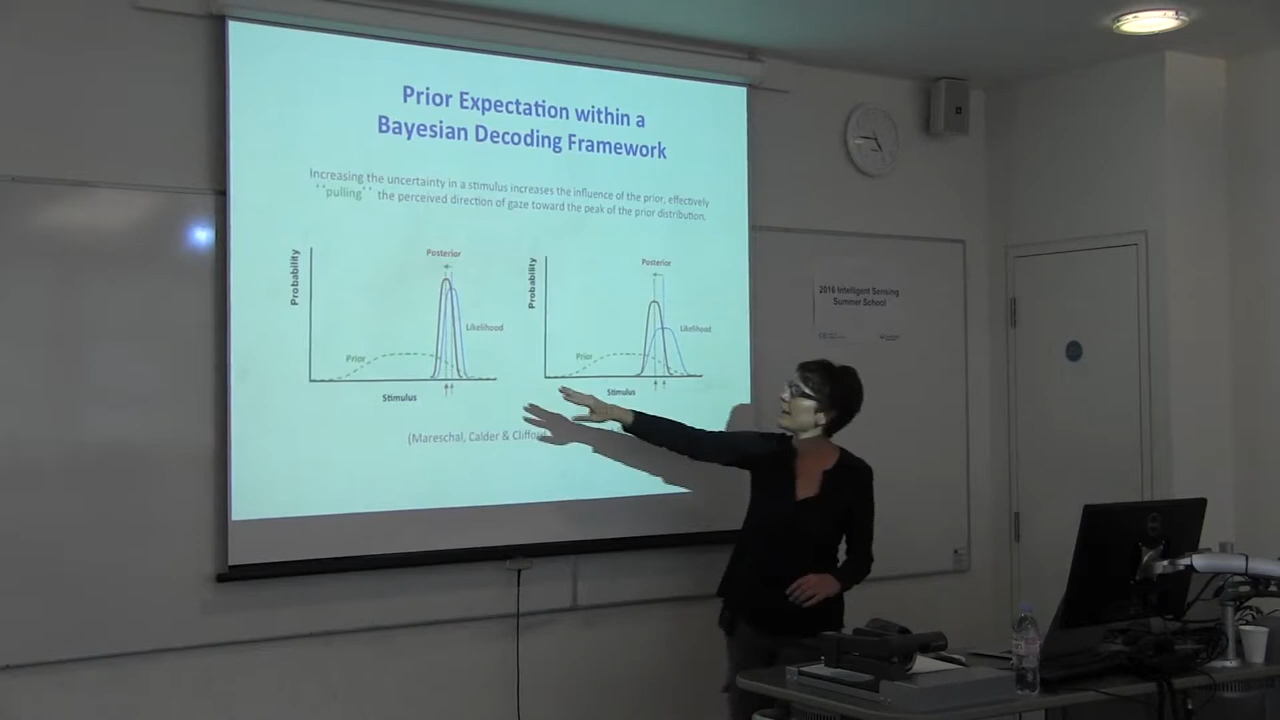 Prior Expectation within a
Bayesian Decoding Framework
Increasing the uncertainty in a stimulus increases the influence of the prior, effectively
‘‘pulling’’ the perceived direction of gaze toward the peak of the prior distribution.
Probability
Posterior
Likelihood
Prior
Stimulus
Probability
Posterior
Likelihood
Prior
Stimulus
(Mareschal, Calder & Cliffo
2016 Intelligent Sensing
Summer School